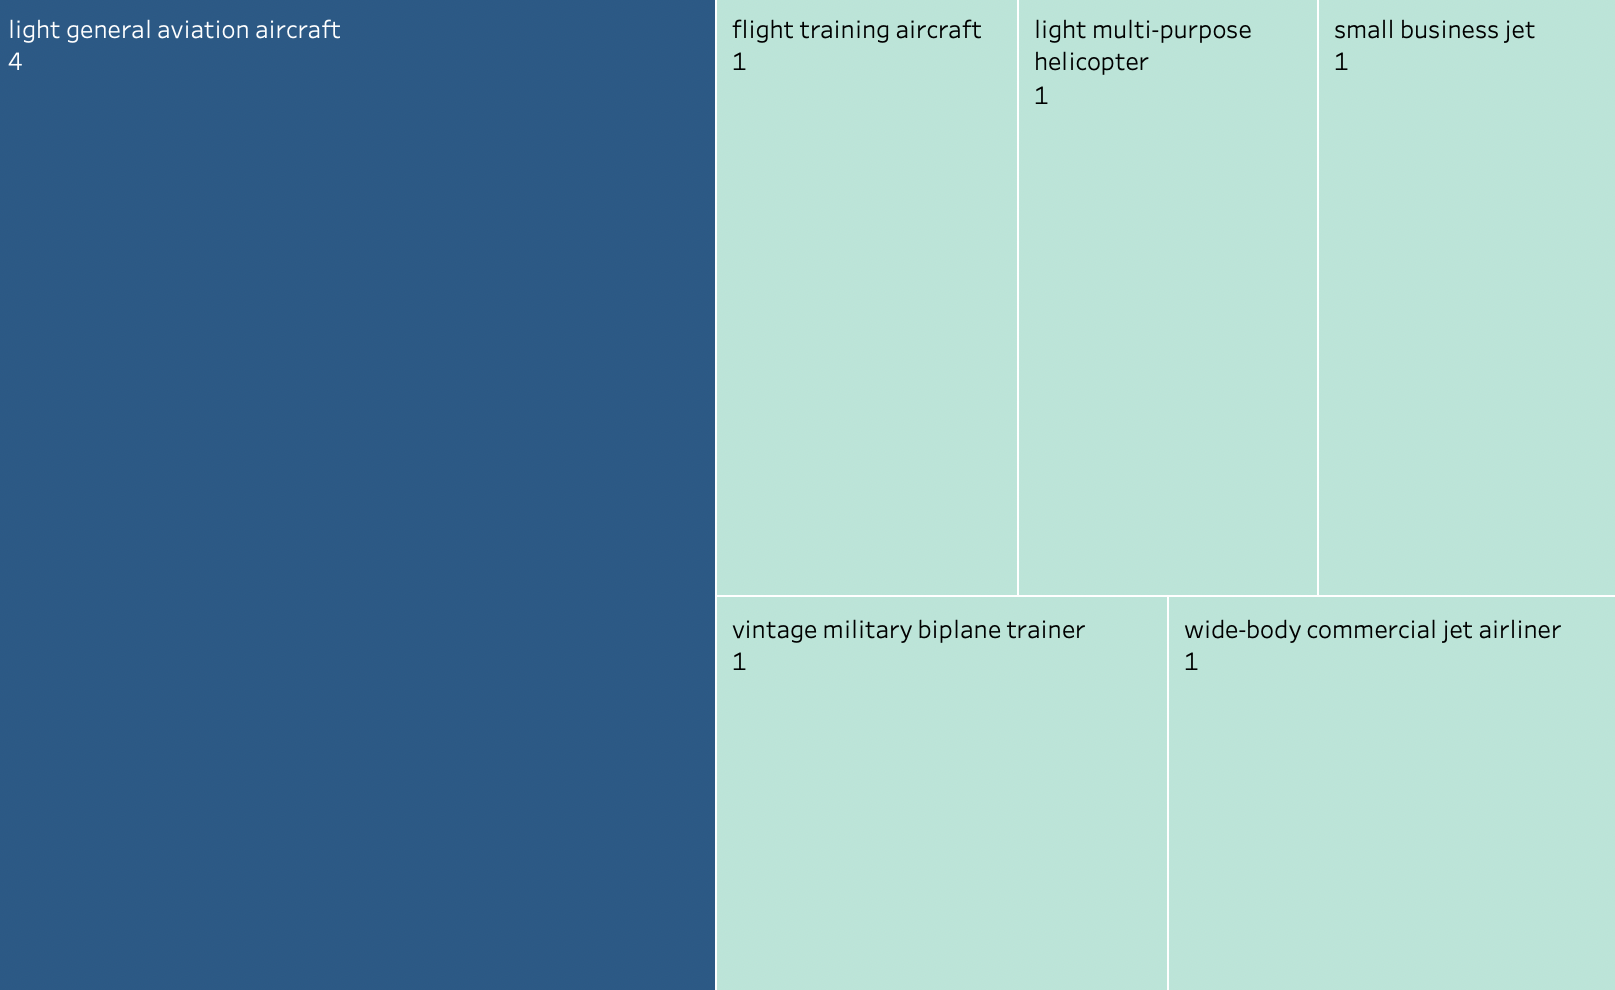 light general aviation aircraft
4
flight training aircraft
1
light multi-purpose
helicopter
1
small business jet
1
vintage military biplane trainer
1
wide-body commercial jet airliner
1